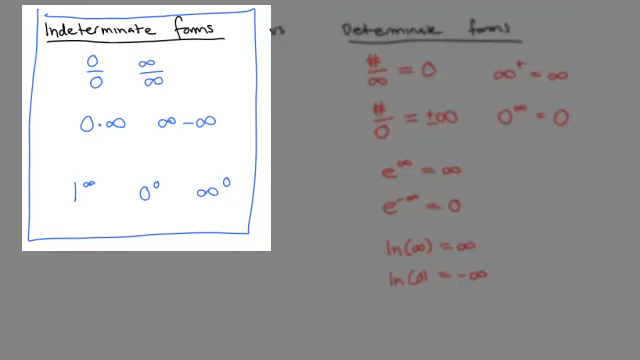 Indeterminate forms vs Determinate forms
0/0 ∞/∞
0·∞ ∞-∞
1^∞ 0^0 ∞^0
#/∞ = 0 ∞^+ = ∞
#/0 = ±∞ 0^∞ = 0
e^∞ = ∞
e^-∞ = 0
ln(∞) = ∞
ln(0) = -∞